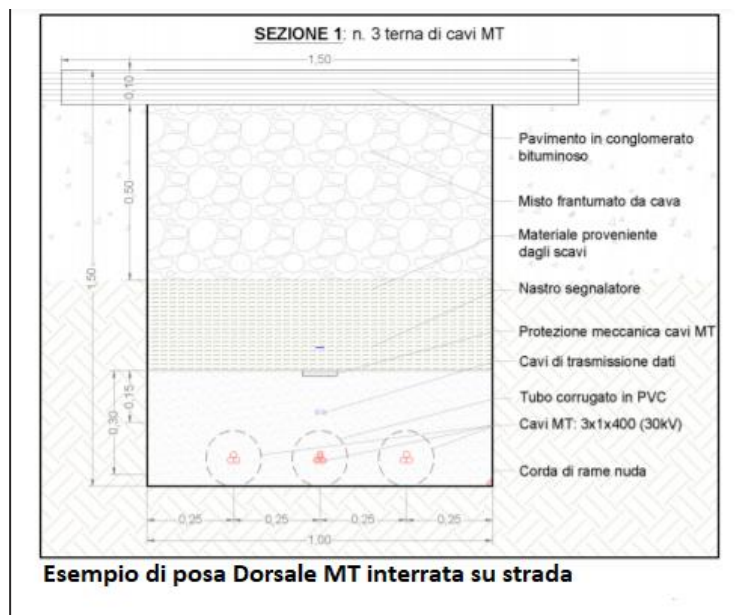 SEZIONE 1: n. 3 terna di cavi MT
1,50
0,10
Pavimento in conglomerato
bituminoso
0,50
Misto frantumato da cava
Materiale proveniente
dagli scavi
1,50
Nastro segnalatore
Protezione meccanica cavi MT
Cavi di trasmissione dati
0,15
Tubo corrugato in PVC
0,30
Cavi MT: 3x1x400 (30kV)
Corda di rame nuda
0,25 0,25 0,25 0,25
1,00
Esempio di posa Dorsale MT interrata su strada